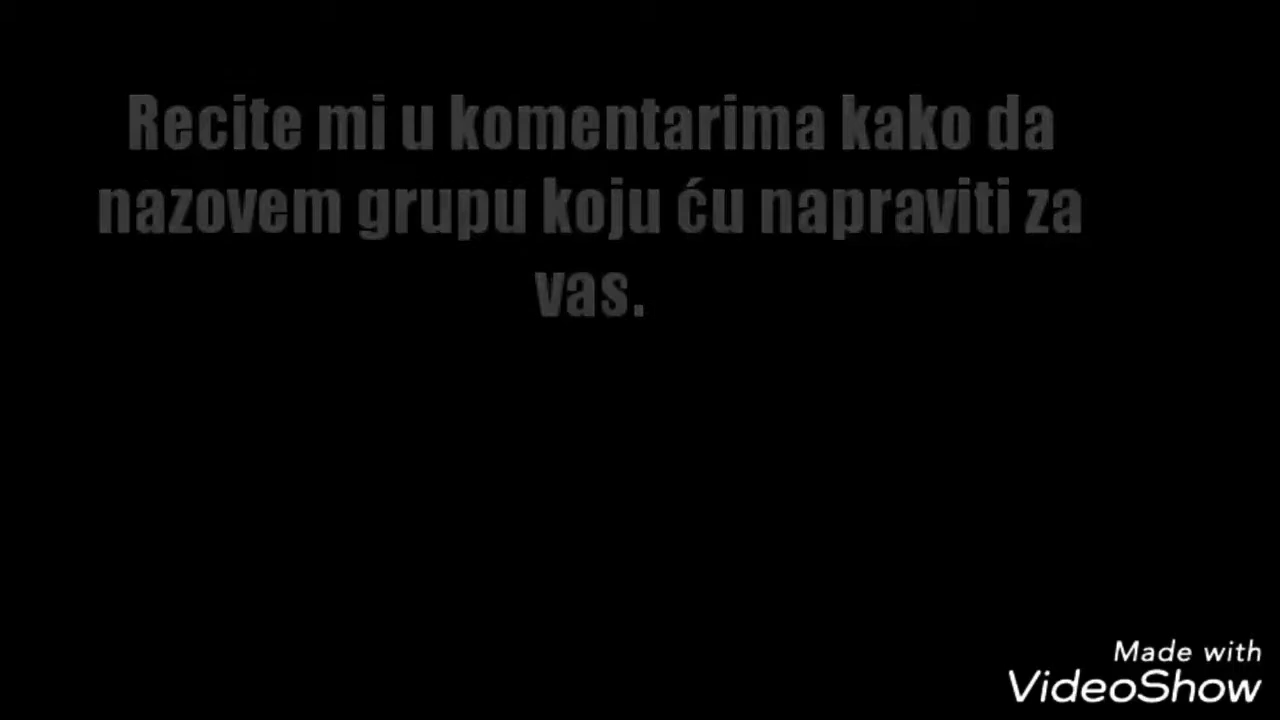 Recite mi u komentarima kako da
nazovem grupu koju ću napraviti za
vas.
Made with
VideoShow